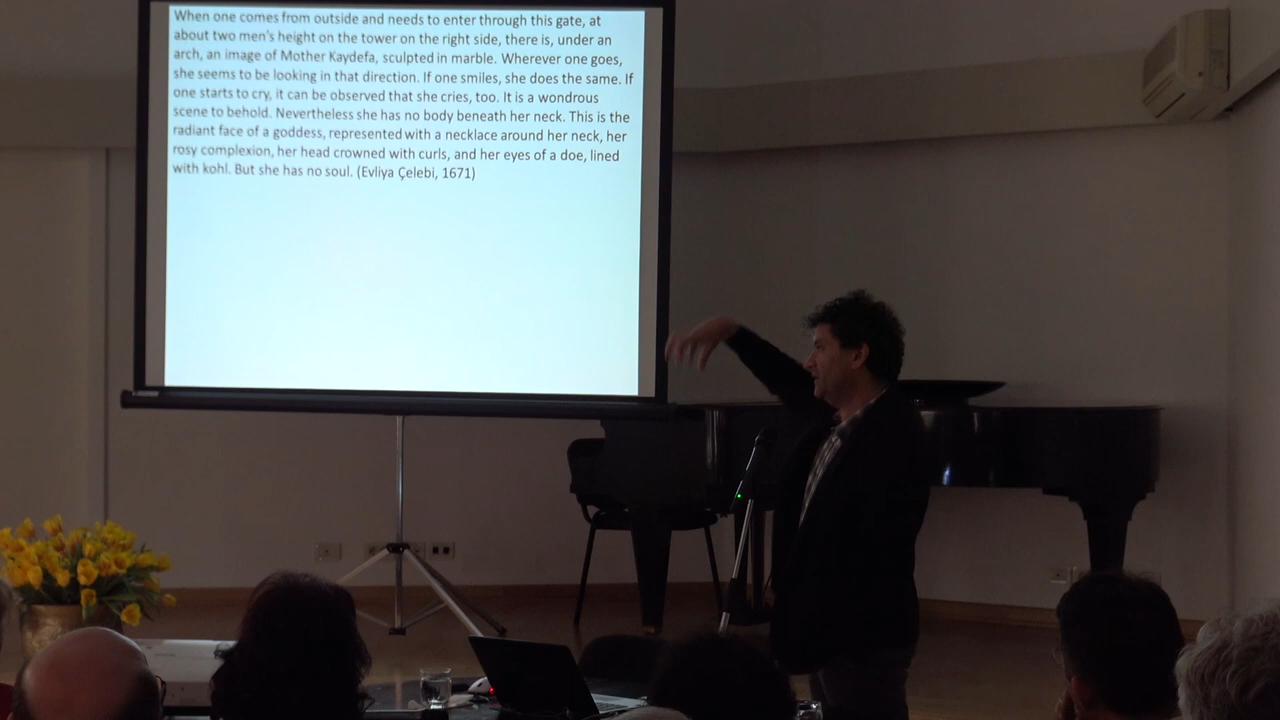 When one comes from outside and needs to enter through this gate, at
about two men's height on the tower on the right side, there is, under an
arch, an image of Mother Kaydefa, sculpted in marble. Wherever one goes,
she seems to be looking in that direction. If one smiles, she does the same. If
one starts to cry, it can be observed that she cries, too. It is a wondrous
scene to behold. Nevertheless she has no body beneath her neck. This is the
radiant face of a goddess, represented with a necklace around her neck, her
rosy complexion, her head crowned with curls, and her eyes of a doe, lined
with kohl. But she has no soul. (Evliya Çelebi, 1671)